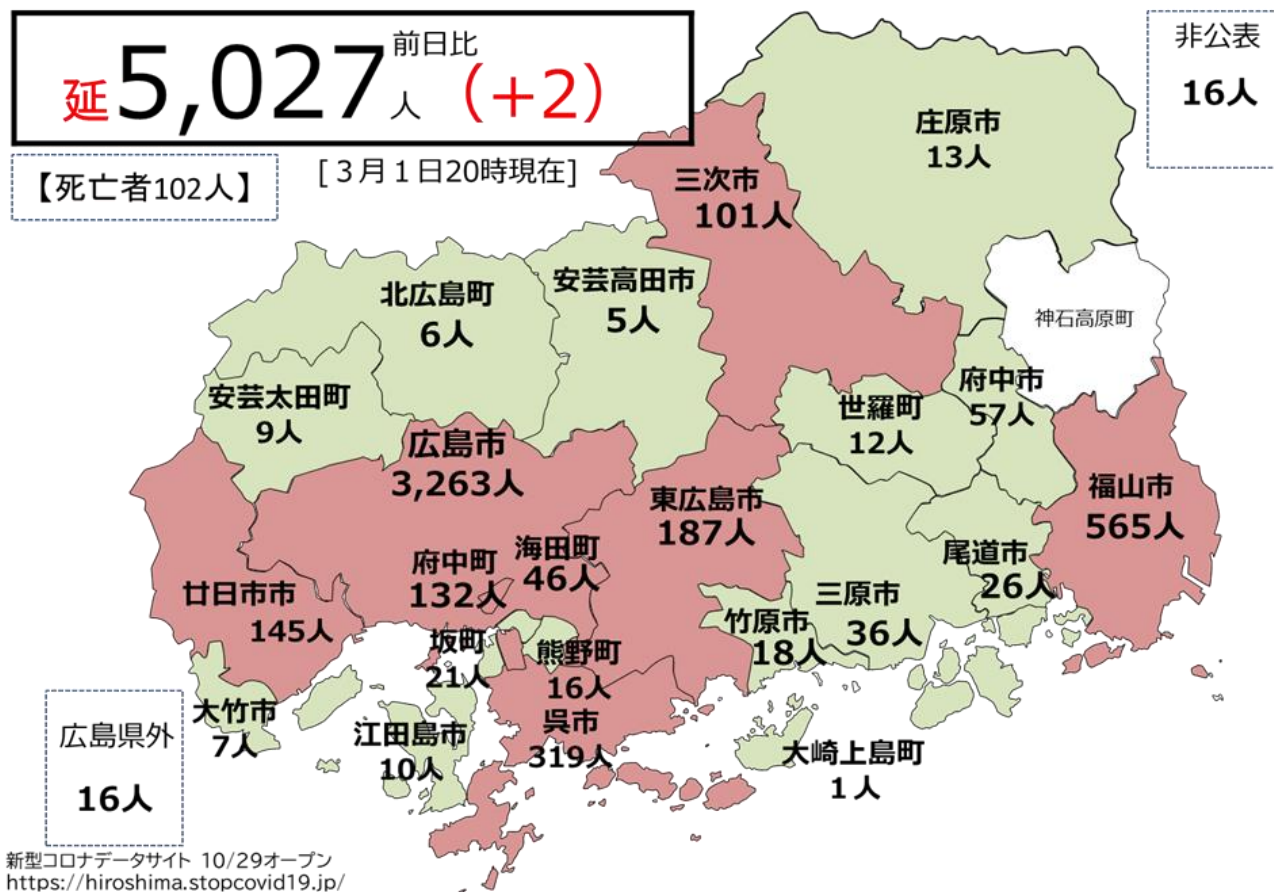 延5,027人 前日比 (+2)
【死亡者102人】
[3月1日20時現在]
非公表
16人
庄原市
13人
三次市
101人
神石高原町
北広島町
6人
安芸高田市
5人
安芸太田町
9人
世羅町
12人
府中市
57人
広島市
3,263人
東広島市
187人
福山市
565人
海田町
46人
府中町
132人
尾道市
26人
廿日市市
145人
三原市
36人
竹原市
18人
坂町
21人
熊野町
16人
大竹市
7人
江田島市
10人
呉市
319人
大崎上島町
1人
広島県外
16人
新型コロナデータサイト 10/29オープン
https://hiroshima.stopcovid19.jp/